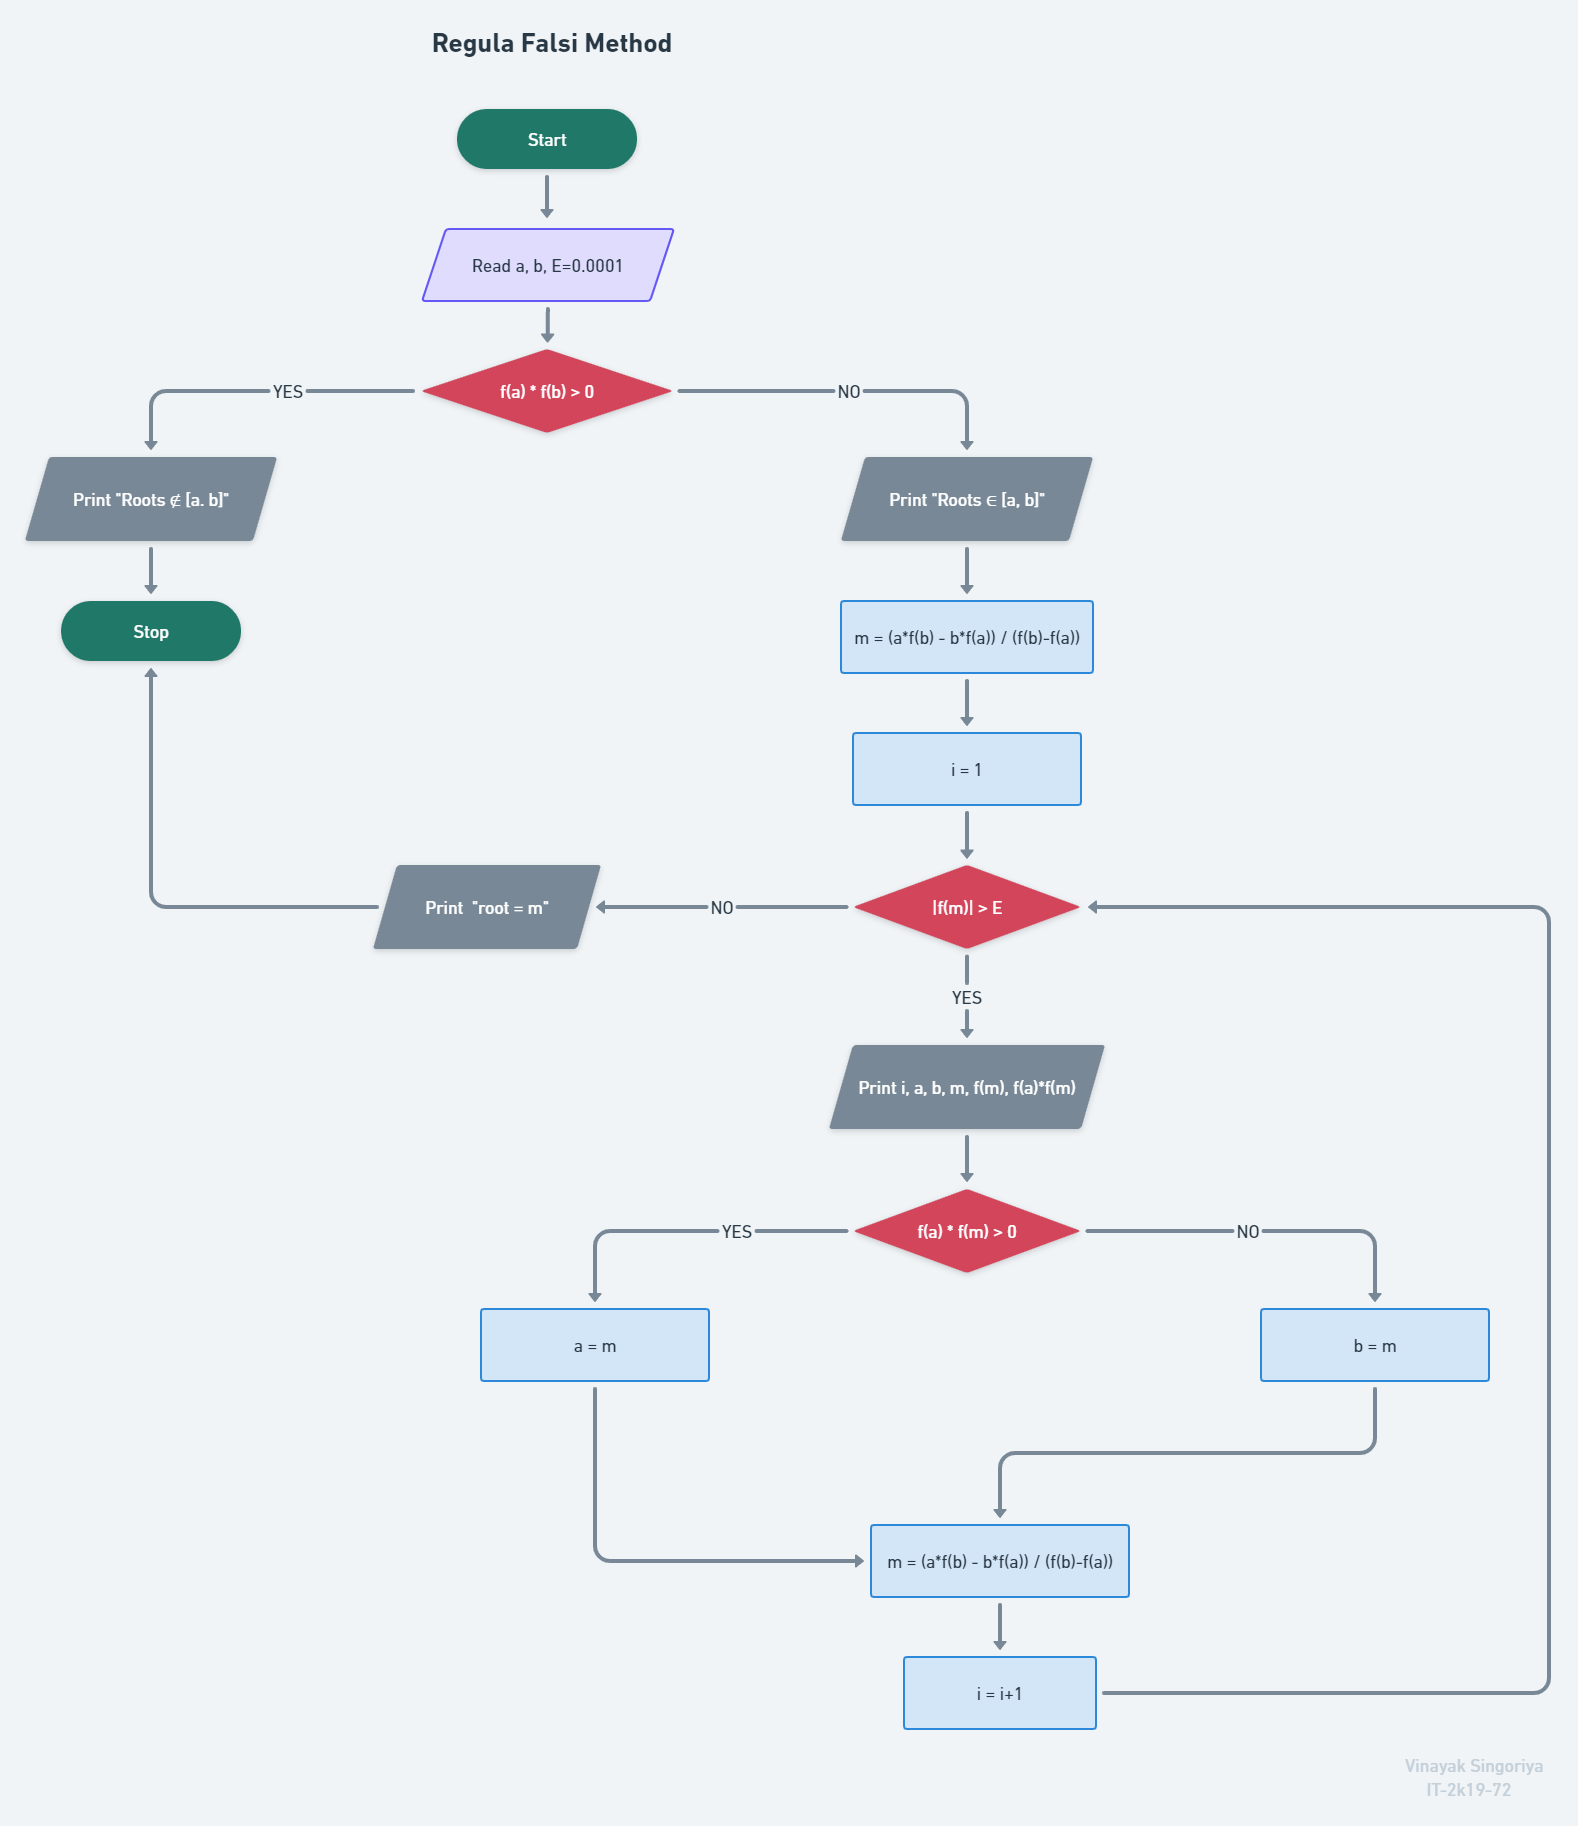 Regula Falsi Method
Start
Read a, b, E=0.0001
f(a) * f(b) > 0
YES
NO
Print "Roots ∉ [a. b]"
Print "Roots ∈ [a, b]"
Stop
m = (a*f(b) - b*f(a)) / (f(b)-f(a))
i = 1
|f(m)| > E
NO
Print  "root = m"
YES
Print i, a, b, m, f(m), f(a)*f(m)
f(a) * f(m) > 0
YES
NO
a = m
b = m
m = (a*f(b) - b*f(a)) / (f(b)-f(a))
i = i+1
Vinayak Singoriya
IT-2k19-72